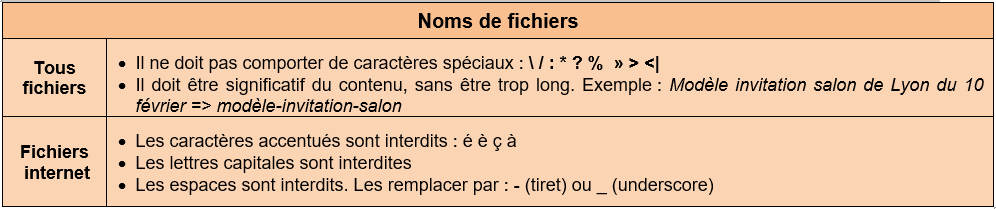 Noms de fichiers
Tous
fichiers
• Il ne doit pas comporter de caractères spéciaux : \ / : * ? % » > <|
• Il doit être significatif du contenu, sans être trop long. Exemple : Modèle invitation salon de Lyon du 10
février => modèle-invitation-salon
Fichiers
internet
• Les caractères accentués sont interdits : é è ç à
• Les lettres capitales sont interdites
• Les espaces sont interdits. Les remplacer par : - (tiret) ou _ (underscore)